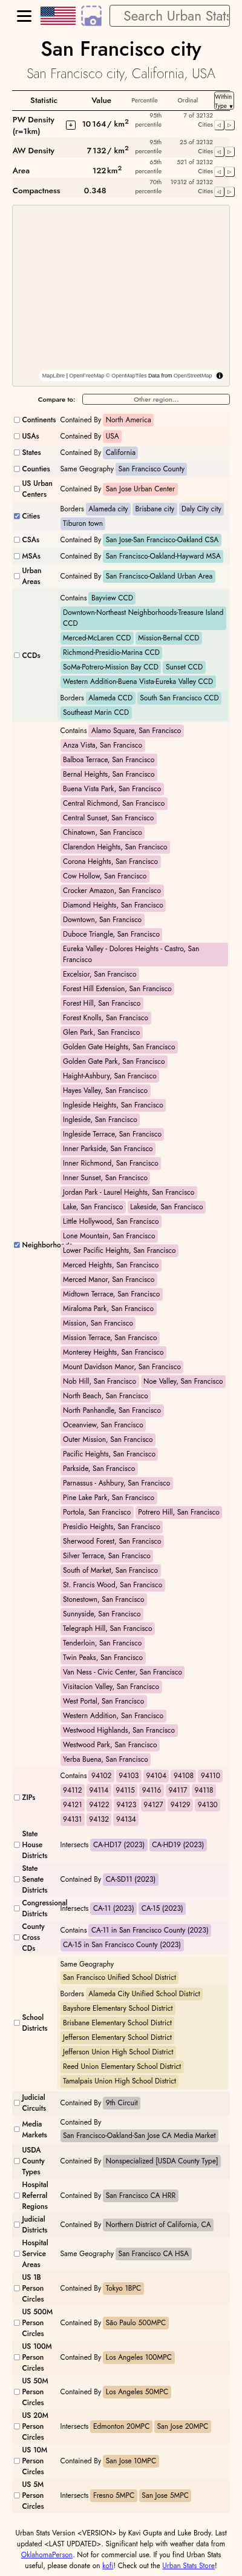 Search Urban Stats
San Francisco city
San Francisco city, California, USA
Statistic Value Percentile Ordinal Within Type ▼
PW Density (r=1km) + 10 164 / km2 95th percentile 7 of 32132 Cities ◁ ▷
AW Density 7 132 / km2 95th percentile 25 of 32132 Cities ◁ ▷
Area 122 km2 65th percentile 521 of 32132 Cities ◁ ▷
Compactness 0.348 70th percentile 19312 of 32132 Cities ◁ ▷
MapLibre | OpenFreeMap © OpenMapTiles Data from OpenStreetMap
Compare to: Other region...
Continents Contained By North America
USAs Contained By USA
States Contained By California
Counties Same Geography San Francisco County
US Urban Centers Contained By San Jose Urban Center
Cities Borders Alameda city Brisbane city Daly City city
Tiburon town
CSAs Contained By San Jose-San Francisco-Oakland CSA
MSAs Contained By San Francisco-Oakland-Hayward MSA
Urban Areas Contained By San Francisco-Oakland Urban Area
CCDs Contains Bayview CCD
Downtown-Northeast Neighborhoods-Treasure Island CCD
Merced-McLaren CCD Mission-Bernal CCD
Richmond-Presidio-Marina CCD
SoMa-Potrero-Mission Bay CCD Sunset CCD
Western Addition-Buena Vista-Eureka Valley CCD
Borders Alameda CCD South San Francisco CCD
Southeast Marin CCD
Neighborhoods Contains Alamo Square, San Francisco
Anza Vista, San Francisco
Balboa Terrace, San Francisco
Bernal Heights, San Francisco
Buena Vista Park, San Francisco
Central Richmond, San Francisco
Central Sunset, San Francisco
Chinatown, San Francisco
Clarendon Heights, San Francisco
Corona Heights, San Francisco
Cow Hollow, San Francisco
Crocker Amazon, San Francisco
Diamond Heights, San Francisco
Downtown, San Francisco
Duboce Triangle, San Francisco
Eureka Valley - Dolores Heights - Castro, San Francisco
Excelsior, San Francisco
Forest Hill Extension, San Francisco
Forest Hill, San Francisco
Forest Knolls, San Francisco
Glen Park, San Francisco
Golden Gate Heights, San Francisco
Golden Gate Park, San Francisco
Haight-Ashbury, San Francisco
Hayes Valley, San Francisco
Ingleside Heights, San Francisco
Ingleside, San Francisco
Ingleside Terrace, San Francisco
Inner Parkside, San Francisco
Inner Richmond, San Francisco
Inner Sunset, San Francisco
Jordan Park - Laurel Heights, San Francisco
Lake, San Francisco Lakeside, San Francisco
Little Hollywood, San Francisco
Lone Mountain, San Francisco
Lower Pacific Heights, San Francisco
Merced Heights, San Francisco
Merced Manor, San Francisco
Midtown Terrace, San Francisco
Miraloma Park, San Francisco
Mission, San Francisco
Mission Terrace, San Francisco
Monterey Heights, San Francisco
Mount Davidson Manor, San Francisco
Nob Hill, San Francisco Noe Valley, San Francisco
North Beach, San Francisco
North Panhandle, San Francisco
Oceanview, San Francisco
Outer Mission, San Francisco
Pacific Heights, San Francisco
Parkside, San Francisco
Parnassus - Ashbury, San Francisco
Pine Lake Park, San Francisco
Portola, San Francisco Potrero Hill, San Francisco
Presidio Heights, San Francisco
Sherwood Forest, San Francisco
Silver Terrace, San Francisco
South of Market, San Francisco
St. Francis Wood, San Francisco
Stonestown, San Francisco
Sunnyside, San Francisco
Telegraph Hill, San Francisco
Tenderloin, San Francisco
Twin Peaks, San Francisco
Van Ness - Civic Center, San Francisco
Visitacion Valley, San Francisco
West Portal, San Francisco
Western Addition, San Francisco
Westwood Highlands, San Francisco
Westwood Park, San Francisco
Yerba Buena, San Francisco
ZIPs Contains 94102 94103 94104 94108 94110
94112 94114 94115 94116 94117 94118
94121 94122 94123 94127 94129 94130
94131 94132 94134
State House Districts Intersects CA-HD17 (2023) CA-HD19 (2023)
State Senate Districts Contained By CA-SD11 (2023)
Congressional Districts Intersects CA-11 (2023) CA-15 (2023)
County Cross CDs Contains CA-11 in San Francisco County (2023)
CA-15 in San Francisco County (2023)
School Districts Same Geography
San Francisco Unified School District
Borders Alameda City Unified School District
Bayshore Elementary School District
Brisbane Elementary School District
Jefferson Elementary School District
Jefferson Union High School District
Reed Union Elementary School District
Tamalpais Union High School District
Judicial Circuits Contained By 9th Circuit
Media Markets Contained By
San Francisco-Oakland-San Jose CA Media Market
USDA County Types Contained By Nonspecialized [USDA County Type]
Hospital Referral Regions Contained By San Francisco CA HRR
Judicial Districts Contained By Northern District of California, CA
Hospital Service Areas Same Geography San Francisco CA HSA
US 1B Person Circles Contained By Tokyo 1BPC
US 500M Person Circles Contained By São Paulo 500MPC
US 100M Person Circles Contained By Los Angeles 100MPC
US 50M Person Circles Contained By Los Angeles 50MPC
US 20M Person Circles Intersects Edmonton 20MPC San Jose 20MPC
US 10M Person Circles Contained By San Jose 10MPC
US 5M Person Circles Intersects Fresno 5MPC San Jose 5MPC
Urban Stats Version <VERSION> by Kavi Gupta and Luke Brody. Last
updated <LAST UPDATED>. Significant help with weather data from
OklahomaPerson. Not for commercial use. If you find Urban Stats
useful, please donate on kofi! Check out the Urban Stats Store!